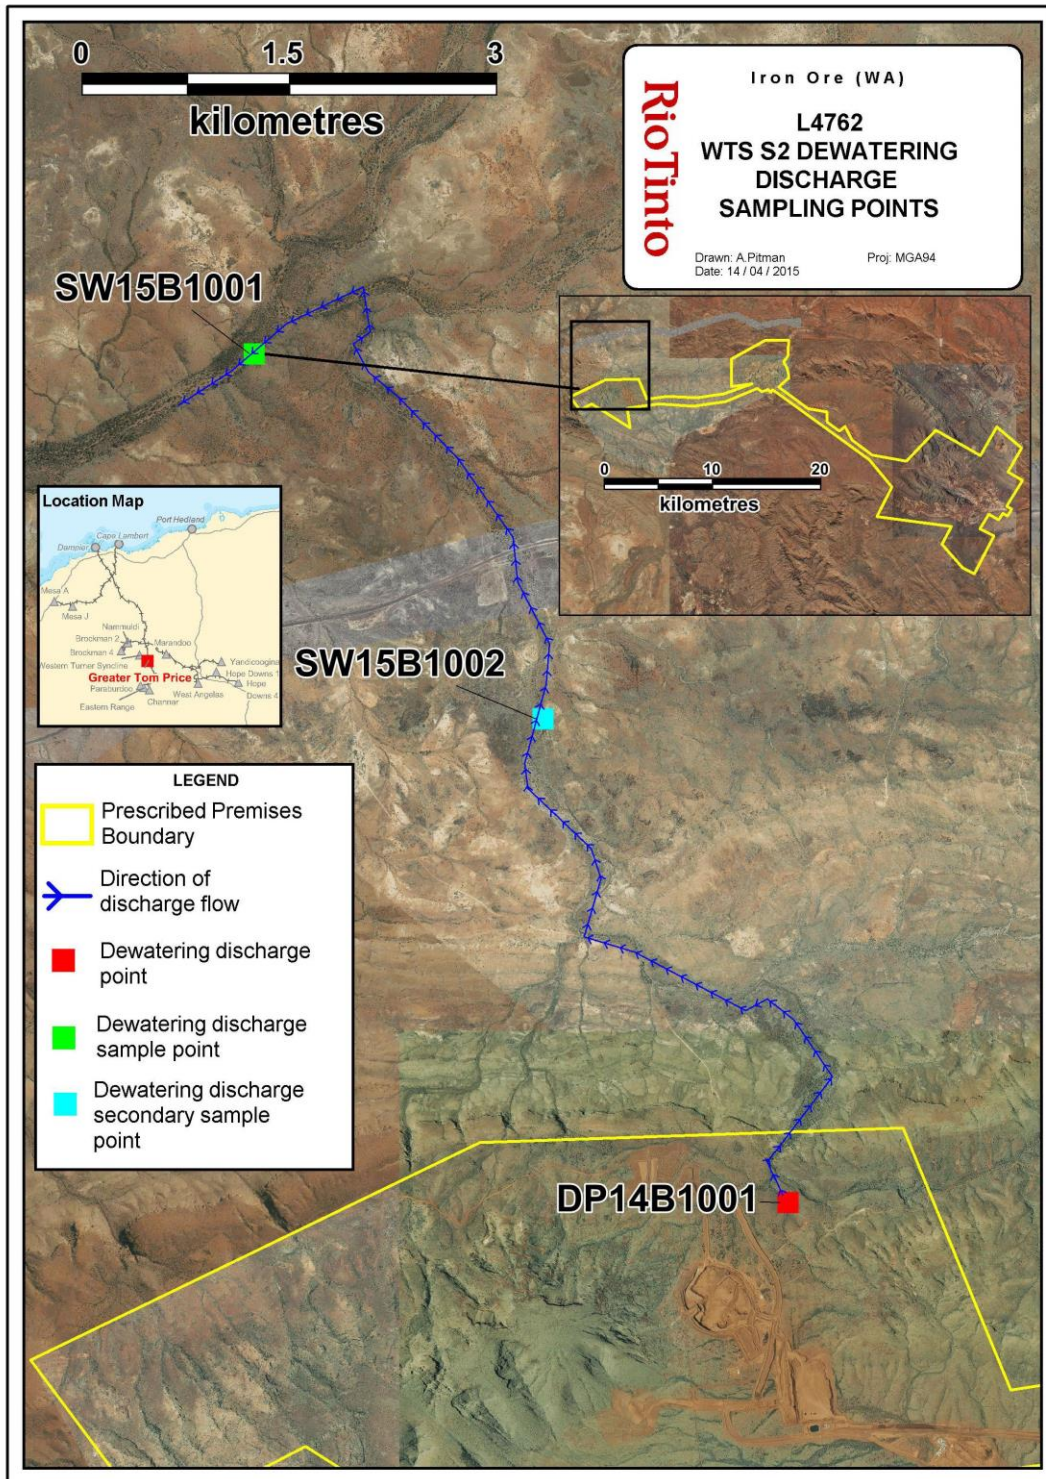 0 1.5 3
kilometres
RioTinto
Iron Ore (WA)
L4762
WTS S2 DEWATERING
DISCHARGE
SAMPLING POINTS
Drawn: A.Pitman Proj: MGA94
Date: 14 / 04 / 2015
SW15B1001
0 10 20
kilometres
Location Map
Port Hedland
Cape Lambert
Dampier
Mesa A
Mesa J
Nammuldi
Brockman 2
Marandoo
Brockman 4
Western Turner Syncline
Yandicoogina
Greater Tom Price
Hope Downs 1
Paraburdoo
West Angelas
Hope
Downs 4
Channar
Eastern Range
SW15B1002
LEGEND
Prescribed Premises
Boundary
Direction of
discharge flow
Dewatering discharge
point
Dewatering discharge
sample point
Dewatering discharge
secondary sample
point
DP14B1001